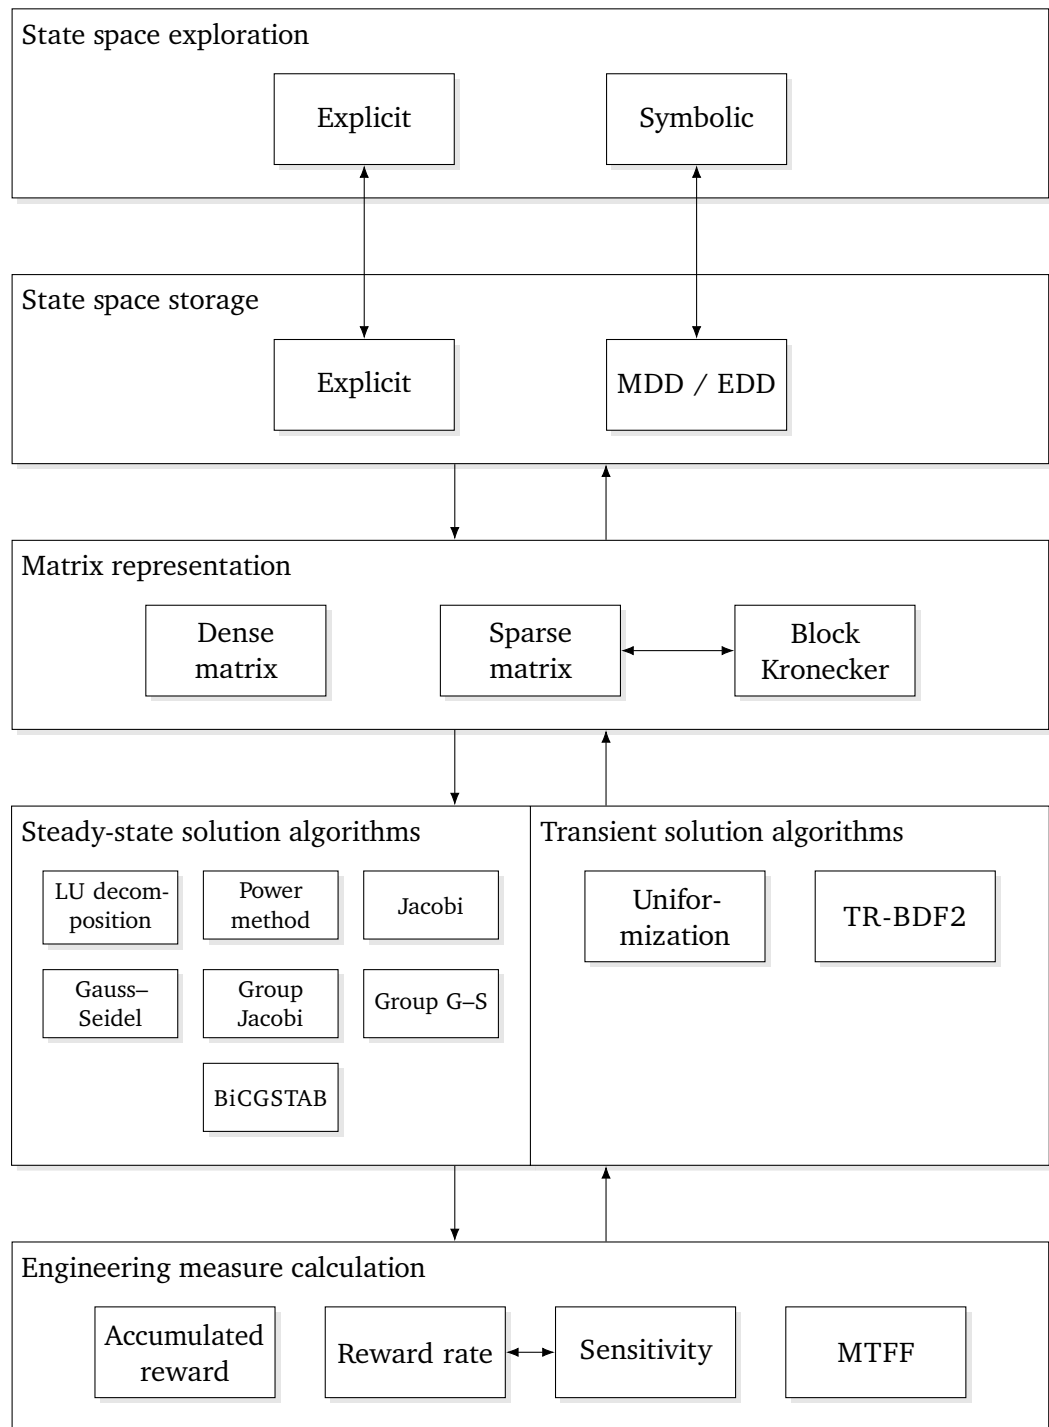 State space exploration
Explicit
Symbolic
State space storage
Explicit
MDD / EDD
Matrix representation
Dense
matrix
Sparse
matrix
Block
Kronecker
Steady-state solution algorithms
LU decom-
position
Power
method
Jacobi
Gauss–
Seidel
Group
Jacobi
Group G–S
BiCGSTAB
Transient solution algorithms
Unifor-
mization
TR-BDF2
Engineering measure calculation
Accumulated
reward
Reward rate
Sensitivity
MTFF